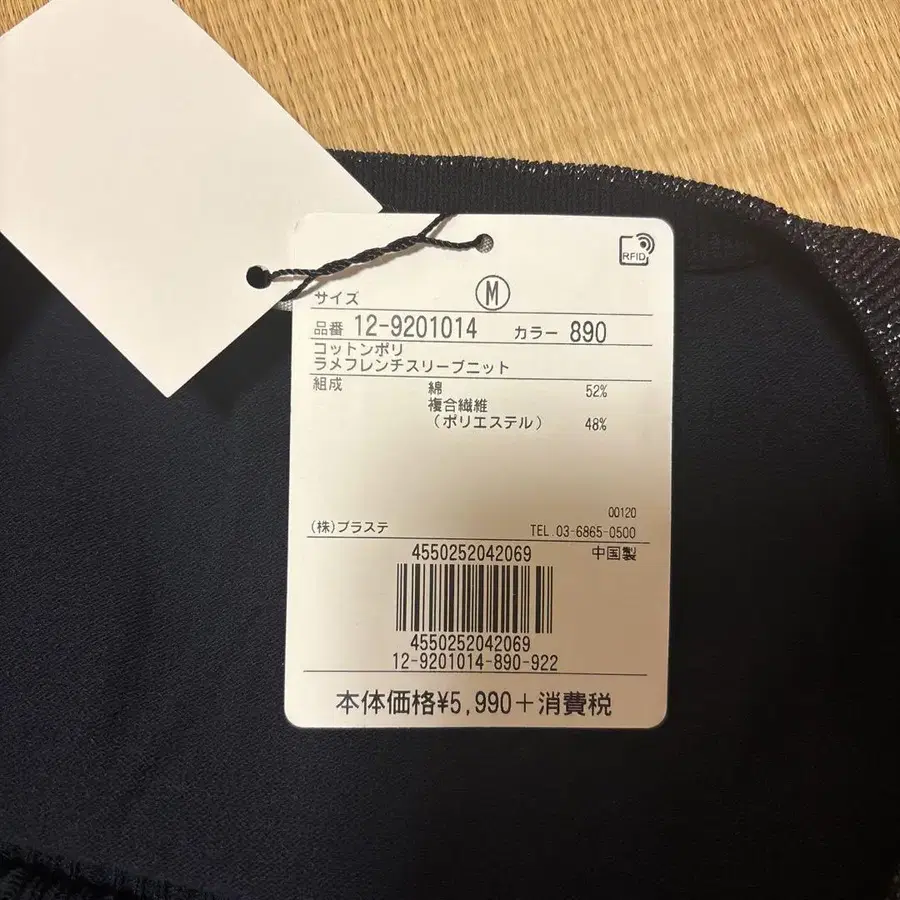 RFID
サイズ M
品番 12-9201014 カラー 890
コットンポリ
ラメフレンチスリーブニット
組成 綿 52%
複合繊維
（ポリエステル） 48%
00120
(株)プラステ TEL 03-6865-0500
4550252042069 中国製
4550252042069
12-9201014-890-922
本体価格¥5,990＋消費税